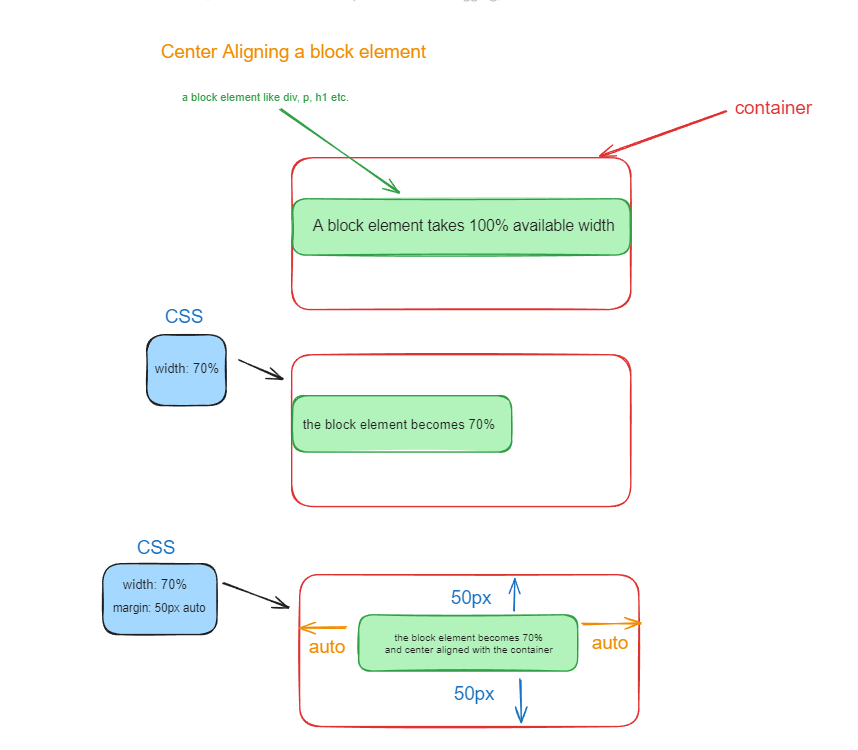 Center Aligning a block element
a block element like div, p, h1 etc.
container
A block element takes 100% available width
CSS
width: 70%
the block element becomes 70%
CSS
width: 70%
margin: 50px auto
50px
the block element becomes 70%
and center aligned with the container
auto
auto
50px